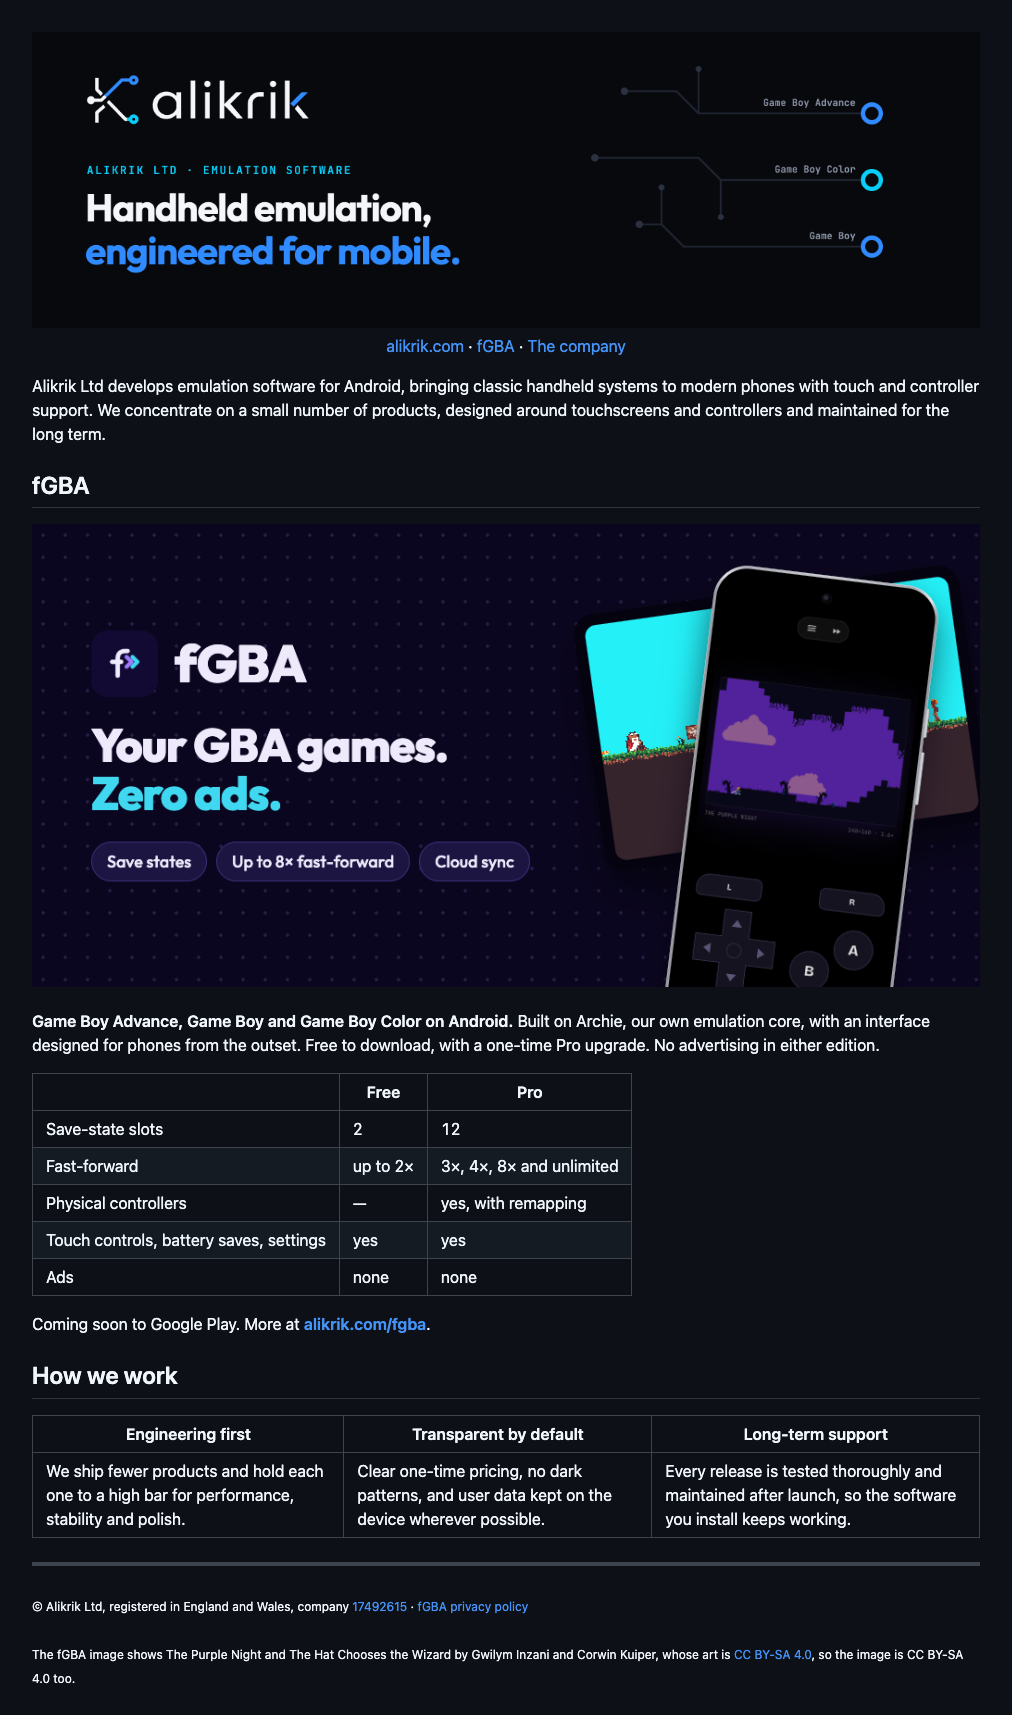 alikrik
ALIKRIK LTD · EMULATION SOFTWARE
Handheld emulation,
engineered for mobile.
Game Boy Advance
Game Boy Color
Game Boy
alikrik.com · fGBA · The company
Alikrik Ltd develops emulation software for Android, bringing classic handheld systems to modern phones with touch and controller
support. We concentrate on a small number of products, designed around touchscreens and controllers and maintained for the
long term.
fGBA
f
fGBA
Your GBA games.
Zero ads.
Save states
Up to 8× fast-forward
Cloud sync
THE PURPLE NIGHT
L
R
A
B
Game Boy Advance, Game Boy and Game Boy Color on Android. Built on Archie, our own emulation core, with an interface
designed for phones from the outset. Free to download, with a one-time Pro upgrade. No advertising in either edition.
Free Pro
Save-state slots 2 12
Fast-forward up to 2× 3×, 4×, 8× and unlimited
Physical controllers — yes, with remapping
Touch controls, battery saves, settings yes yes
Ads none none
Coming soon to Google Play. More at alikrik.com/fgba.
How we work
Engineering first
We ship fewer products and hold each
one to a high bar for performance,
stability and polish.
Transparent by default
Clear one-time pricing, no dark
patterns, and user data kept on the
device wherever possible.
Long-term support
Every release is tested thoroughly and
maintained after launch, so the software
you install keeps working.
© Alikrik Ltd, registered in England and Wales, company 17492615 · fGBA privacy policy
The fGBA image shows The Purple Night and The Hat Chooses the Wizard by Gwilym Inzani and Corwin Kuiper, whose art is CC BY-SA 4.0, so the image is CC BY-SA
4.0 too.